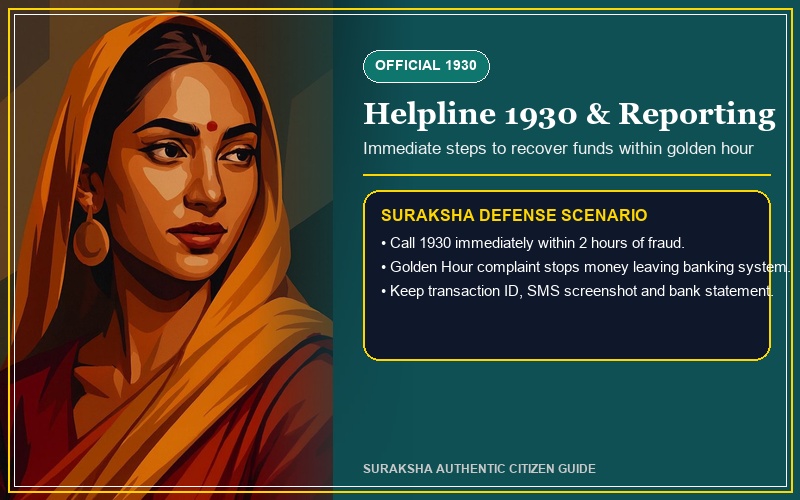 OFFICIAL 1930
Helpline 1930 & Reporting
Immediate steps to recover funds within golden hour
SURAKSHA DEFENSE SCENARIO
• Call 1930 immediately within 2 hours of fraud.
• Golden Hour complaint stops money leaving banking system.
• Keep transaction ID, SMS screenshot and bank statement.
SURAKSHA AUTHENTIC CITIZEN GUIDE